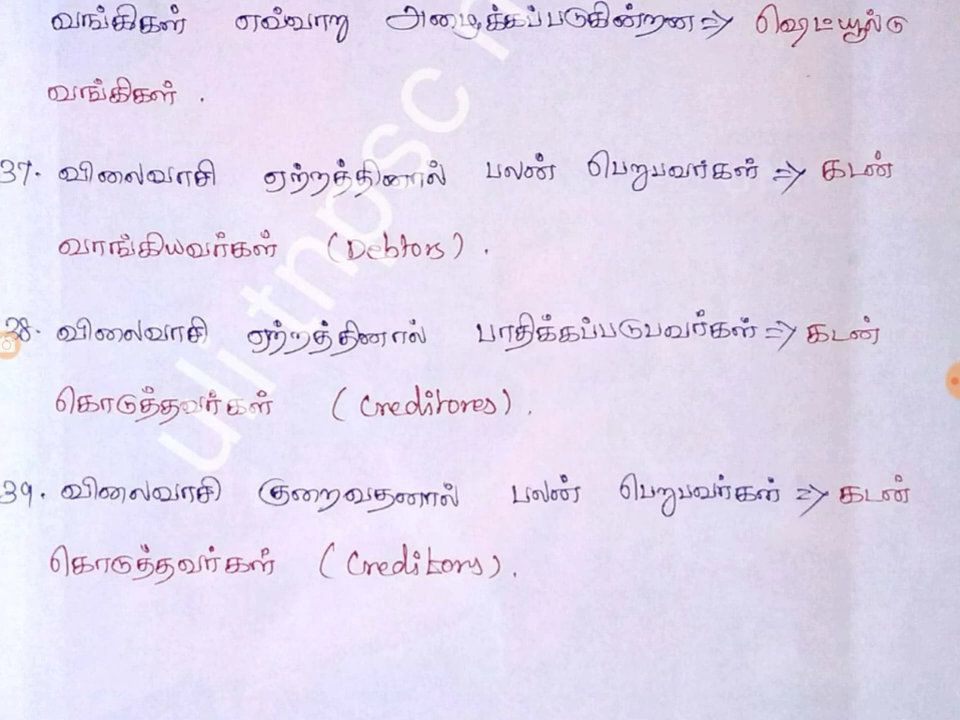 வங்கிகள் எவ்வாறு அழைக்கப்படுகின்றன => ஷெட்யூல்டு
வங்கிகள் .
37. விலைவாசி ஏற்றத்தினால் பலன் பெறுபவர்கள் => கடன்
வாங்கியவர்கள் (Debtors) .
38. விலைவாசி ஏற்றத்தினால் பாதிக்கப்படுபவர்கள் => கடன்
கொடுத்தவர்கள் (Creditores) .
39. விலைவாசி குறைவதனால் பலன் பெறுபவர்கள் => கடன்
கொடுத்தவர்கள் (Creditors) .
uli tnpsc